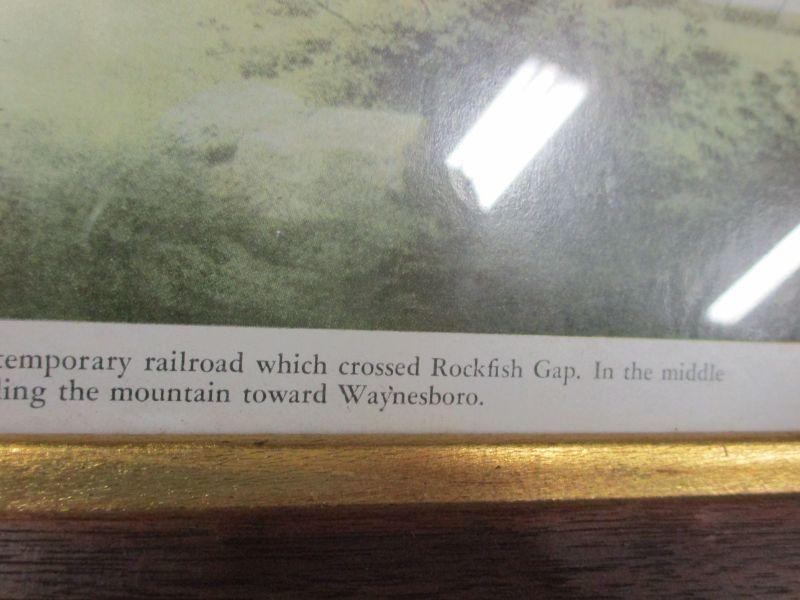 temporary railroad which crossed Rockfish Gap. In the middle
ling the mountain toward Waynesboro.